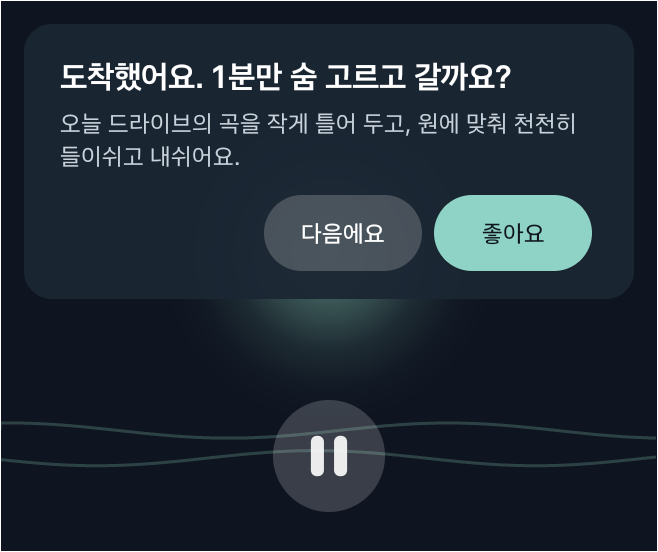 도착했어요. 1분만 숨 고르고 갈까요?
오늘 드라이브의 곡을 작게 틀어 두고, 원에 맞춰 천천히
들이쉬고 내쉬어요.
다음에요
좋아요